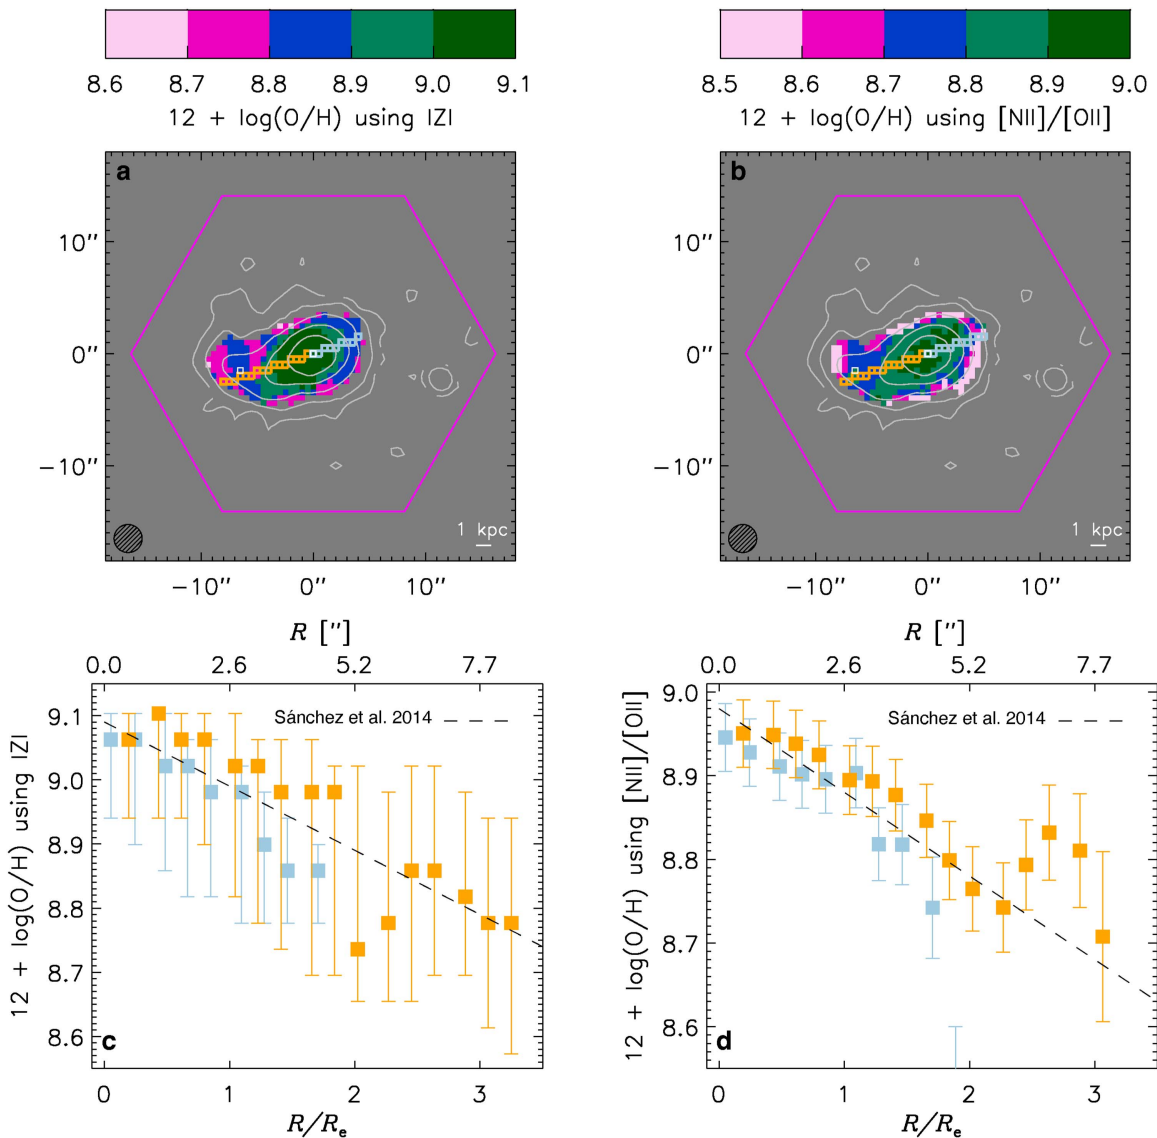 8.6 8.7 8.8 8.9 9.0 9.1
12 + log(O/H) using IZI
8.5 8.6 8.7 8.8 8.9 9.0
12 + log(O/H) using [NII]/[OII]
a
10″
0″
−10″
1 kpc
−10″ 0″ 10″
b
10″
0″
−10″
1 kpc
−10″ 0″ 10″
R [″]
0.0 2.6 5.2 7.7
Sánchez et al. 2014
12 + log(O/H) using IZI
9.1
9.0
8.9
8.8
8.7
8.6
c
0 1 2 3
R/Re
R [″]
0.0 2.6 5.2 7.7
Sánchez et al. 2014
12 + log(O/H) using [NII]/[OII]
9.0
8.9
8.8
8.7
8.6
d
0 1 2 3
R/Re